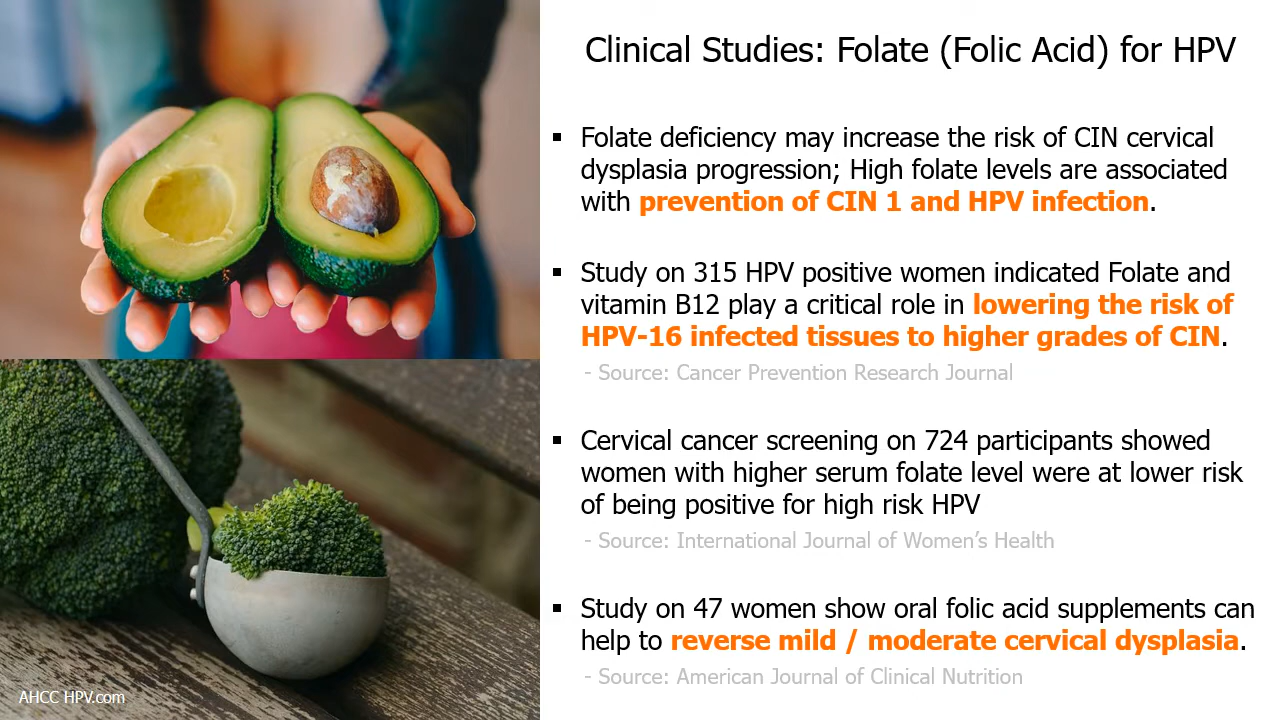 Clinical Studies: Folate (Folic Acid) for HPV
▪ Folate deficiency may increase the risk of CIN cervical
dysplasia progression; High folate levels are associated
with prevention of CIN 1 and HPV infection.
▪ Study on 315 HPV positive women indicated Folate and
vitamin B12 play a critical role in lowering the risk of
HPV-16 infected tissues to higher grades of CIN.
- Source: Cancer Prevention Research Journal
▪ Cervical cancer screening on 724 participants showed
women with higher serum folate level were at lower risk
of being positive for high risk HPV
- Source: International Journal of Women’s Health
▪ Study on 47 women show oral folic acid supplements can
help to reverse mild / moderate cervical dysplasia.
- Source: American Journal of Clinical Nutrition
AHCC HPV.com